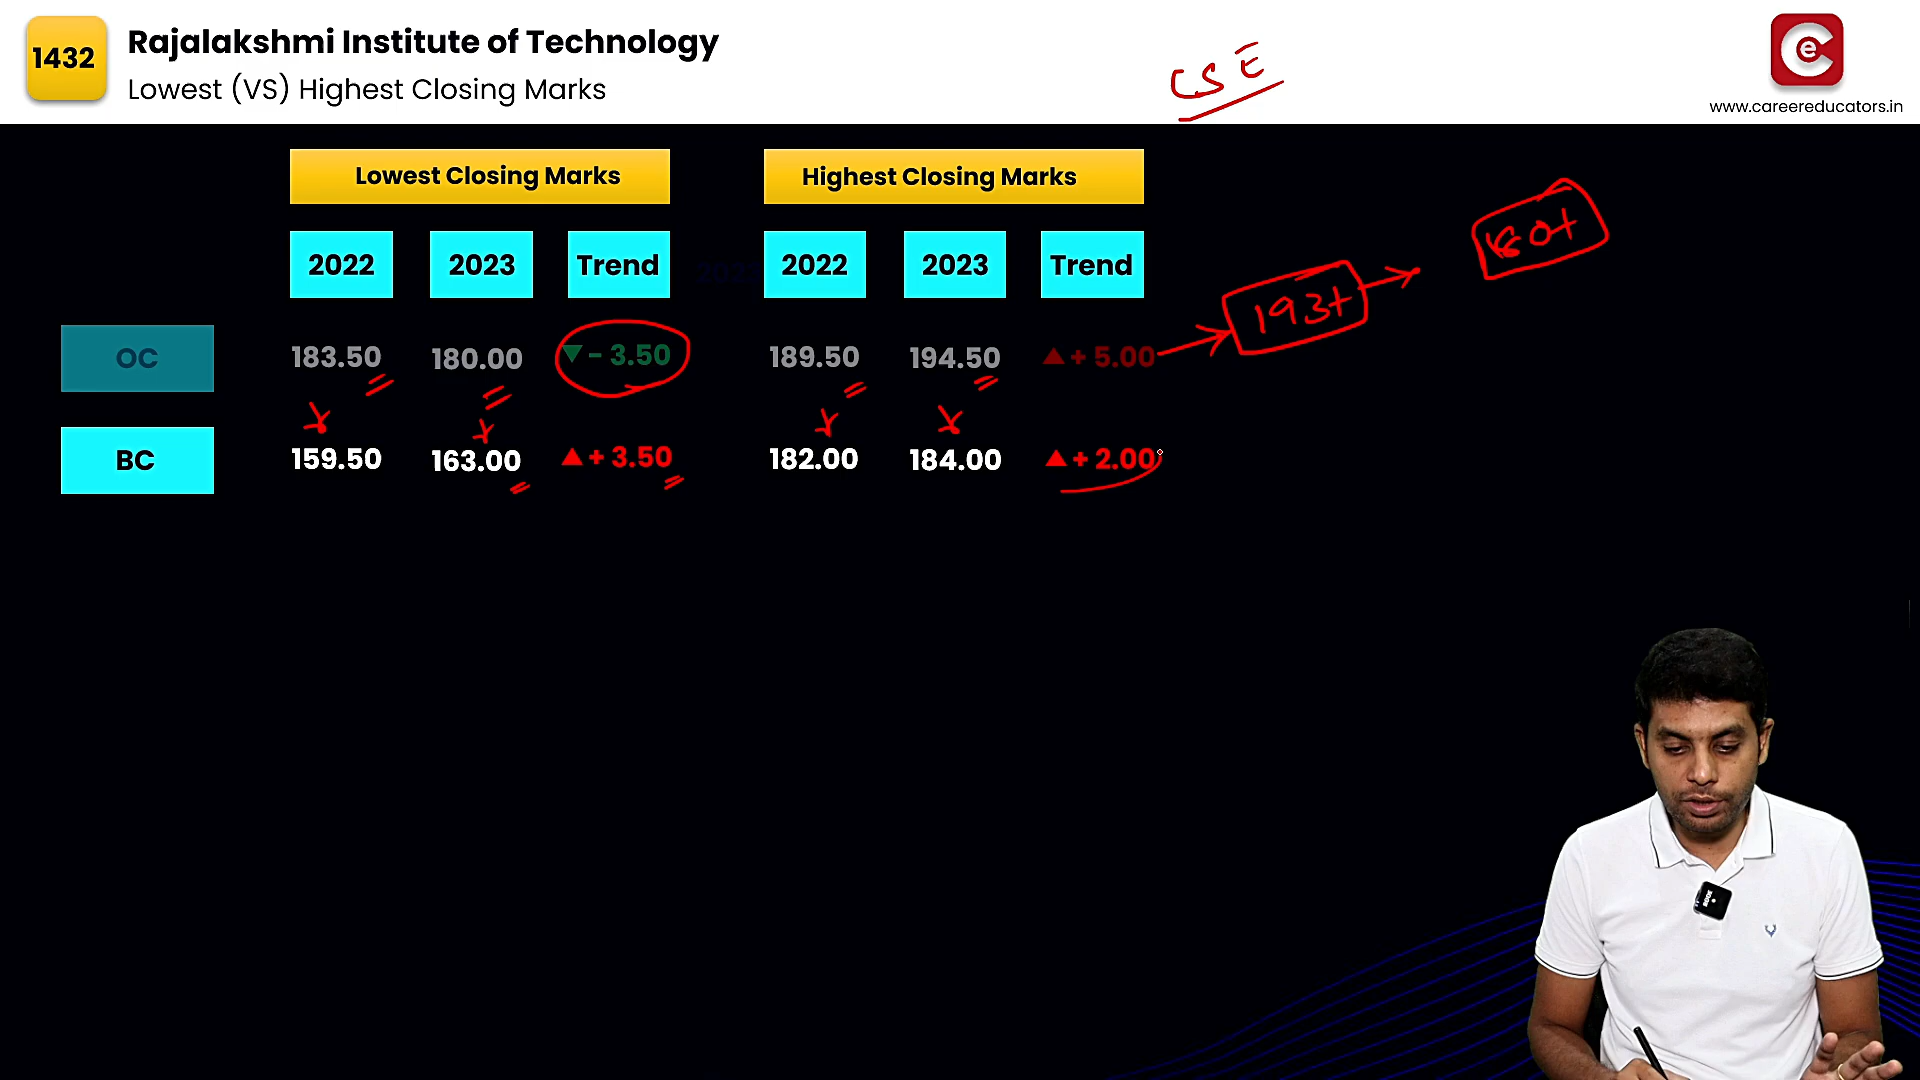 1432
Rajalakshmi Institute of Technology
Lowest (VS) Highest Closing Marks
CSE
e
www.careereducators.in
Lowest Closing Marks
Highest Closing Marks
2022 2023 Trend
2022 2023 Trend
180+
193+
OC 183.50 180.00 ▼ - 3.50 189.50 194.50 ▲ + 5.00
BC 159.50 163.00 ▲ + 3.50 182.00 184.00 ▲ + 2.00